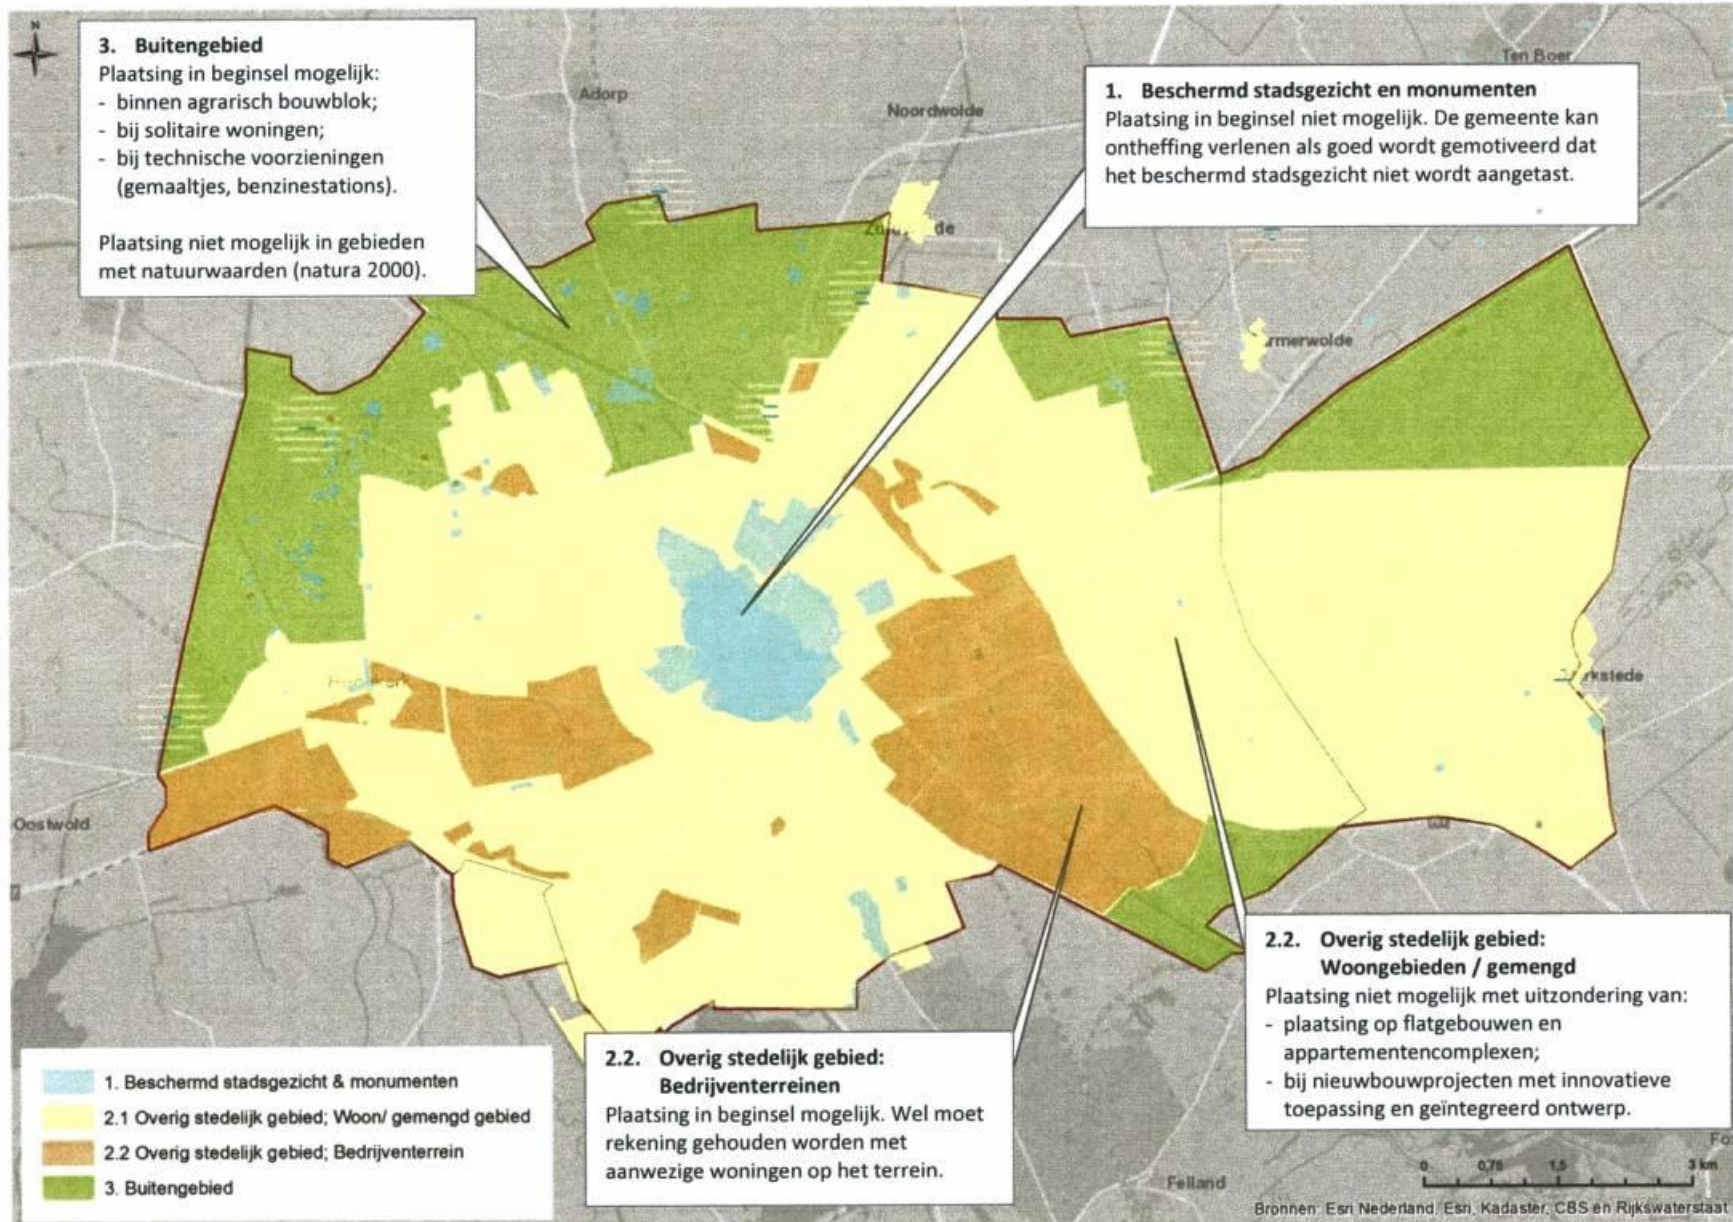 N
3. Buitengebied
Plaatsing in beginsel mogelijk:
- binnen agrarisch bouwblok;
- bij solitaire woningen;
- bij technische voorzieningen
(gemaaltjes, benzinestations).
Plaatsing niet mogelijk in gebieden
met natuurwaarden (natura 2000).
Adorp
Noordwolde
Ten Boer
1. Beschermd stadsgezicht en monumenten
Plaatsing in beginsel niet mogelijk. De gemeente kan
ontheffing verlenen als goed wordt gemotiveerd dat
het beschermd stadsgezicht niet wordt aangetast.
de
rmerwolde
rkstede
Oostwold
2.2. Overig stedelijk gebied:
Woongebieden / gemengd
Plaatsing niet mogelijk met uitzondering van:
- plaatsing op flatgebouwen en
appartementencomplexen;
- bij nieuwbouwprojecten met innovatieve
toepassing en geïntegreerd ontwerp.
2.2. Overig stedelijk gebied:
Bedrijventerreinen
Plaatsing in beginsel mogelijk. Wel moet
rekening gehouden worden met
aanwezige woningen op het terrein.
1. Beschermd stadsgezicht & monumenten
2.1 Overig stedelijk gebied; Woon/ gemengd gebied
2.2 Overig stedelijk gebied; Bedrijventerrein
3. Buitengebied
Felland
Fo
0 0,75 1,5 3 km
Bronnen: Esri Nederland, Esri, Kadaster, CBS en Rijkswaterstaat